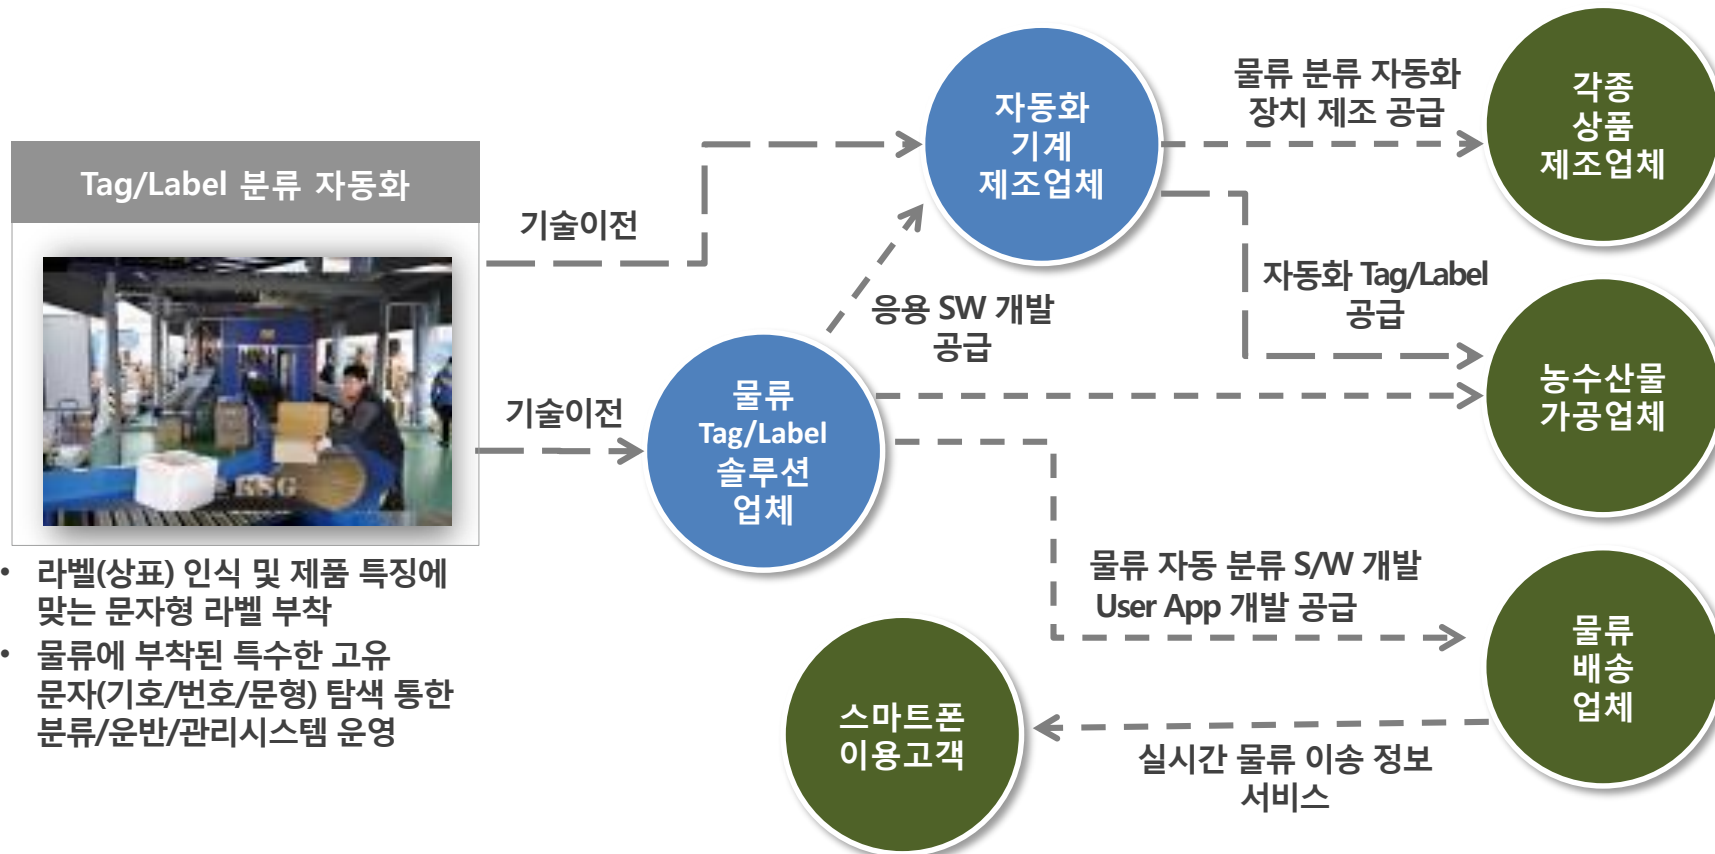 Tag/Label 분류 자동화
KSG
• 라벨(상표) 인식 및 제품 특징에
맞는 문자형 라벨 부착
• 물류에 부착된 특수한 고유
문자(기호/번호/문형) 탐색 통한
분류/운반/관리시스템 운영
기술이전
기술이전
자동화
기계
제조업체
응용 SW 개발
공급
물류
Tag/Label
솔루션
업체
물류 분류 자동화
장치 제조 공급
각종
상품
제조업체
자동화 Tag/Label
공급
농수산물
가공업체
물류 자동 분류 S/W 개발
User App 개발 공급
물류
배송
업체
스마트폰
이용고객
실시간 물류 이송 정보
서비스